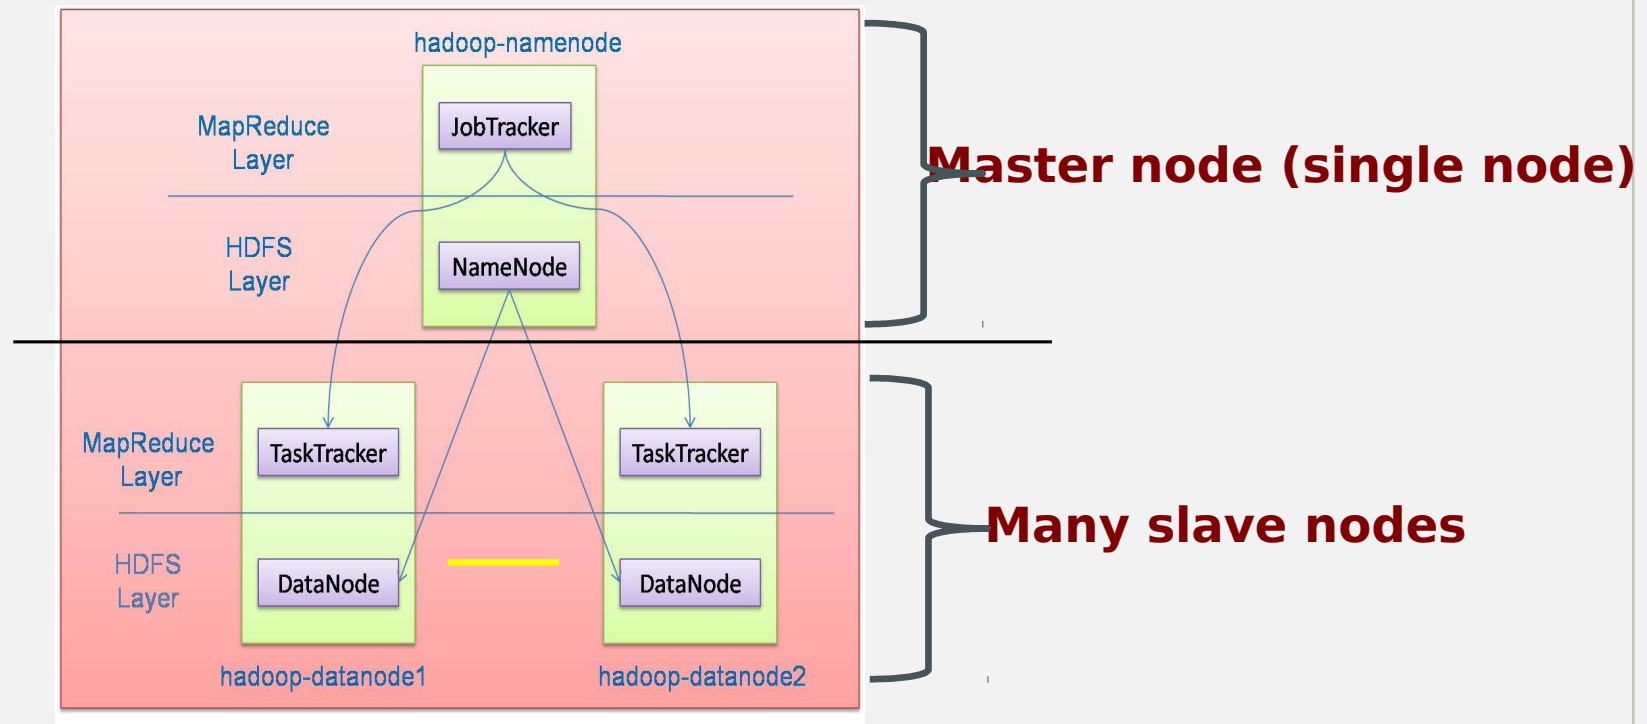 hadoop-namenode
MapReduce
Layer
JobTracker
Master node (single node)
HDFS
Layer
NameNode
MapReduce
Layer
TaskTracker
TaskTracker
Many slave nodes
HDFS
Layer
DataNode
DataNode
hadoop-datanode1
hadoop-datanode2